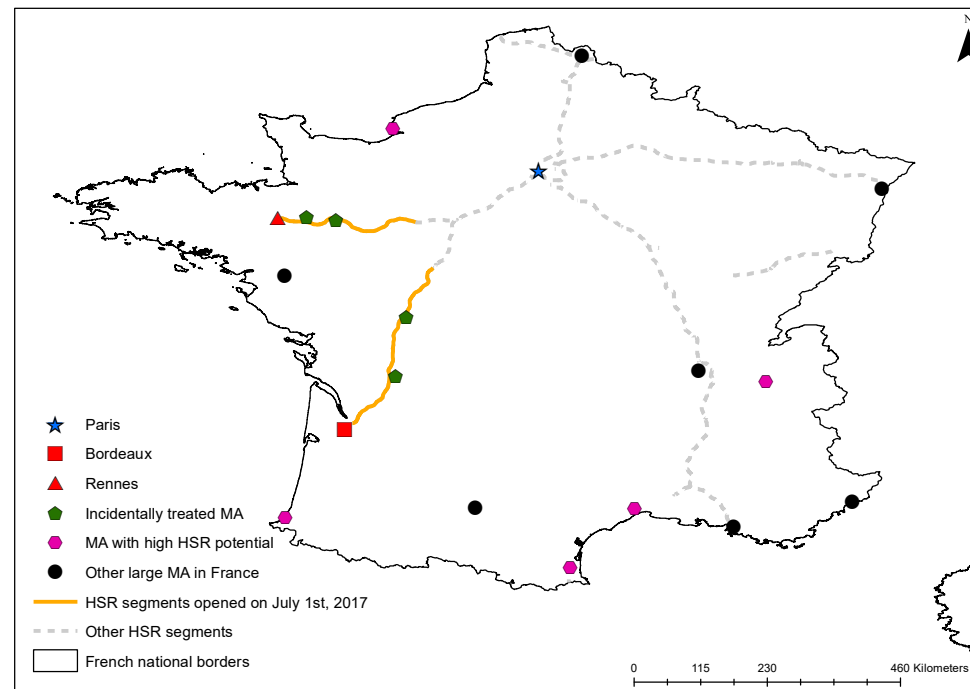 N
Paris
Bordeaux
Rennes
Incidentally treated MA
MA with high HSR potential
Other large MA in France
HSR segments opened on July 1st, 2017
Other HSR segments
French national borders
0 115 230 460 Kilometers